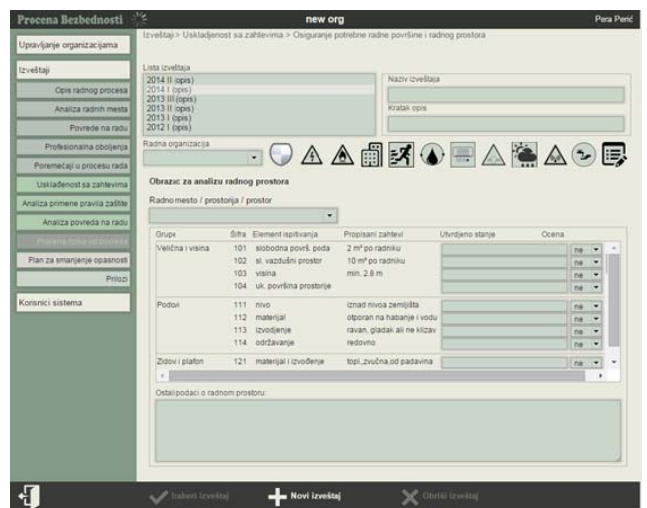 Procena Bezbednosti
new org
Pera Perić
Izveštaji> Uskladjenost sa zahtevima > Osiguranje potrebne radne površine i radnog prostora
Upravljanje organizacijama
Izveštaji
Opis radnog procesa
Analiza radnih mesta
Povrede na radu
Profesionalna oboljenja
Poremećaji u procesu rada
Usklađenost sa zahtevima
Analiza primene pravila zaštite
Analiza povreda na radu
Plan za smanjenje opasnosti
Prilozi
Korisnici sistema
Lista izveštaja
2014 II (opis)
2014 I (opis)
2013 III (opis)
2013 II (opis)
2013 I (opis)
2012 I (opis)
Naziv izveštaja
Kratak opis
Radna organizacija
Obrazac za analizu radnog prostora
Radno mesto / prostorija / prostor
Grupa Šifra Element ispitivanja Propisani zahtevi Utvrdjeno stanje Ocena
Velična i visina 101 slobodna površ. poda 2 m² po radniku ne
102 sl. vazdušni prostor 10 m³ po radniku ne
103 visina min. 2.8 m ne
104 uk. površina prostorije ne
Podovi 111 nivo iznad nivoa zemljišta ne
112 materijal otporan na habanje i vodu ne
113 izvodjenje ravan, gladak ali ne klizav ne
114 održavanje redovno ne
Zidovi i plafon 121 materijal i izvođenje topl.,zvučna,od padavina ne
Ostali podaci o radnom prostoru:
Izaberi izveštaj
Novi izveštaj
Obriši izveštaj